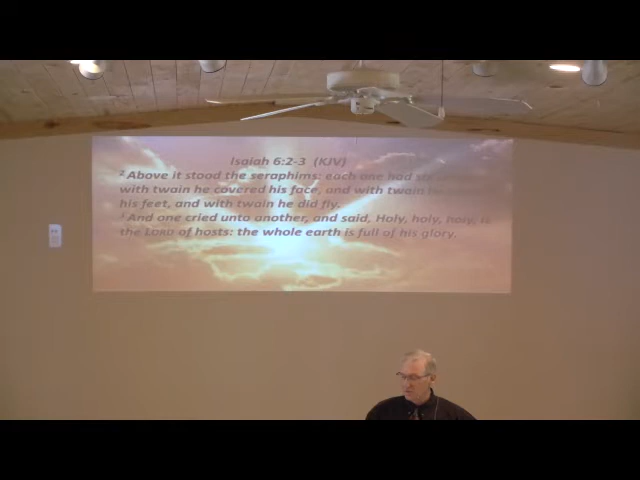 Isaiah 6:2-3 (KJV)
2 Above it stood the seraphims: each one had
with twain he covered his face, and with twain he
his feet, and with twain he did fly.
3 And one cried unto another, and said, Holy, holy, holy, is
the LORD of hosts: the whole earth is full of his glory.